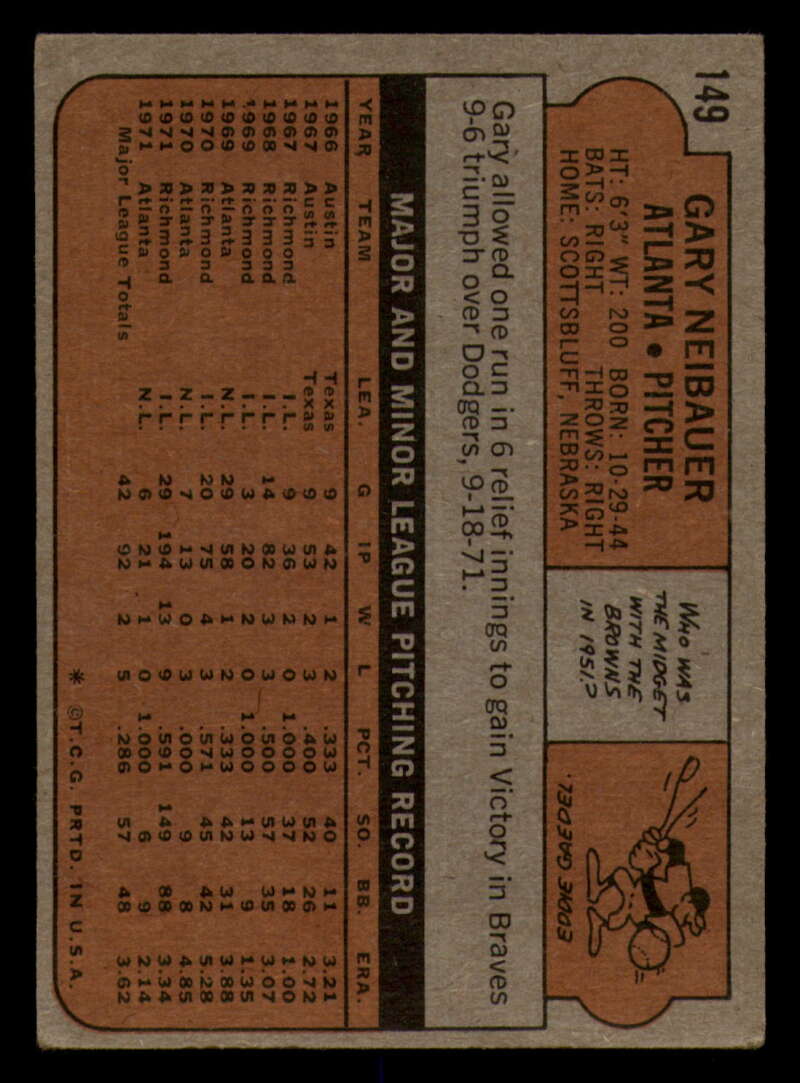 149
GARY NEIBAUER
ATLANTA • PITCHER
HT: 6'3" WT: 200 BORN: 10-29-44
BATS: RIGHT THROWS: RIGHT
HOME: SCOTTSBLUFF, NEBRASKA
WHO WAS
THE MIDGET
WITH THE
BROWNS
IN 1951?
EDDIE GAEDEL.
Gary allowed one run in 6 relief innings to gain Victory in Braves
9-6 triumph over Dodgers, 9-18-71.
MAJOR AND MINOR LEAGUE PITCHING RECORD
YEAR TEAM LEA. G IP W L PCT. SO. BB. ERA.
1966 Austin Texas 9 42 1 2 .333 40 11 3.21
1967 Austin Texas 9 53 2 3 .400 52 26 2.72
1967 Richmond I.L. 9 36 2 0 1.000 37 18 1.00
1968 Richmond I.L. 14 82 3 3 .500 57 35 3.07
1969 Richmond I.L. 3 20 2 0 1.000 13 9 1.35
1969 Atlanta N.L. 29 58 1 2 .333 42 31 3.88
1970 Richmond I.L. 20 75 4 3 .571 45 42 5.28
1970 Atlanta N.L. 7 13 0 3 .000 9 8 4.85
1971 Richmond I.L. 29 194 13 9 .591 149 88 3.34
1971 Atlanta N.L. 6 21 1 0 1.000 6 9 2.14
Major League Totals 42 92 2 5 .286 57 48 3.62
* ©T.C.G. PRTD. IN U.S.A.